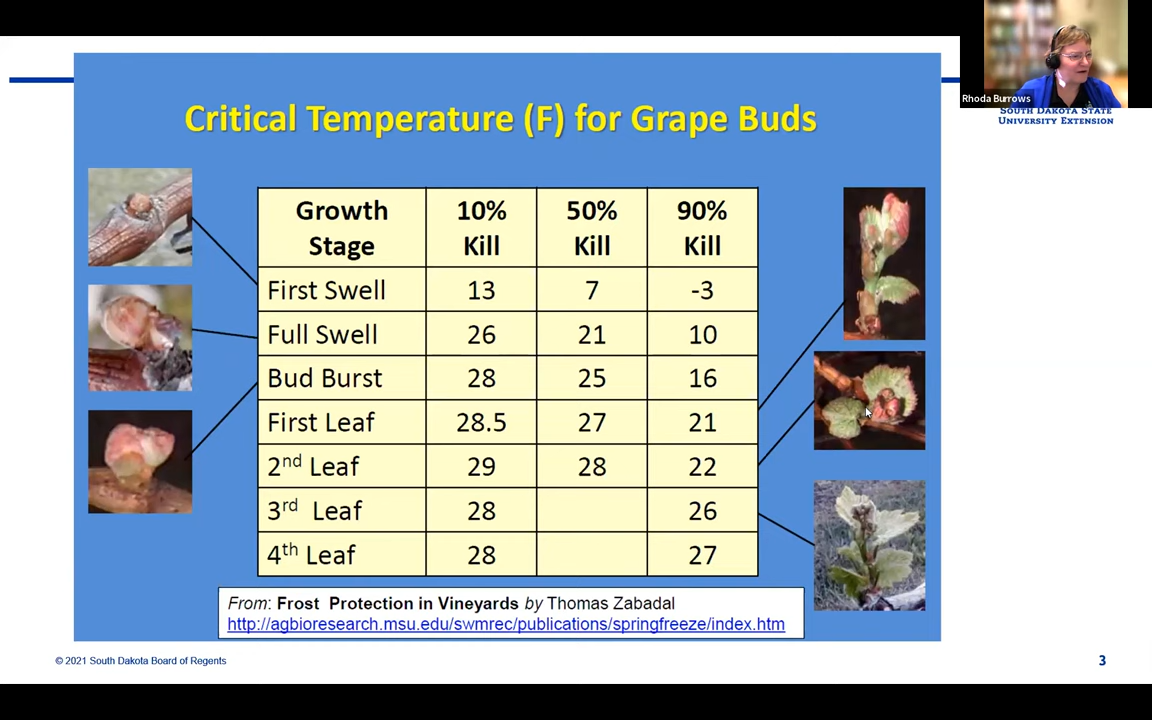 Rhoda Burrows
SOUTH DAKOTA STATE
UNIVERSITY EXTENSION
Critical Temperature (F) for Grape Buds
Growth Stage 10% Kill 50% Kill 90% Kill
First Swell 13 7 -3
Full Swell 26 21 10
Bud Burst 28 25 16
First Leaf 28.5 27 21
2nd Leaf 29 28 22
3rd Leaf 28 26
4th Leaf 28 27
From: Frost Protection in Vineyards by Thomas Zabadal
http://agbioresearch.msu.edu/swmrec/publications/springfreeze/index.htm
© 2021 South Dakota Board of Regents
3